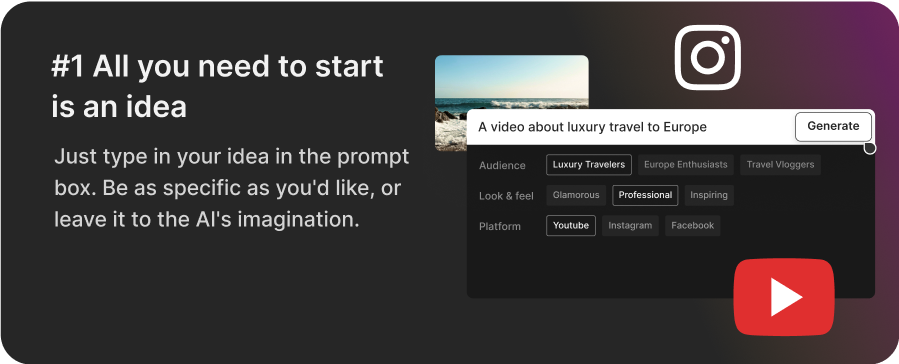 #1 All you need to start
is an idea
Just type in your idea in the prompt
box. Be as specific as you'd like, or
leave it to the AI's imagination.
A video about luxury travel to Europe
Generate
Audience Luxury Travelers Europe Enthusiasts Travel Vloggers
Look & feel Glamorous Professional Inspiring
Platform Youtube Instagram Facebook